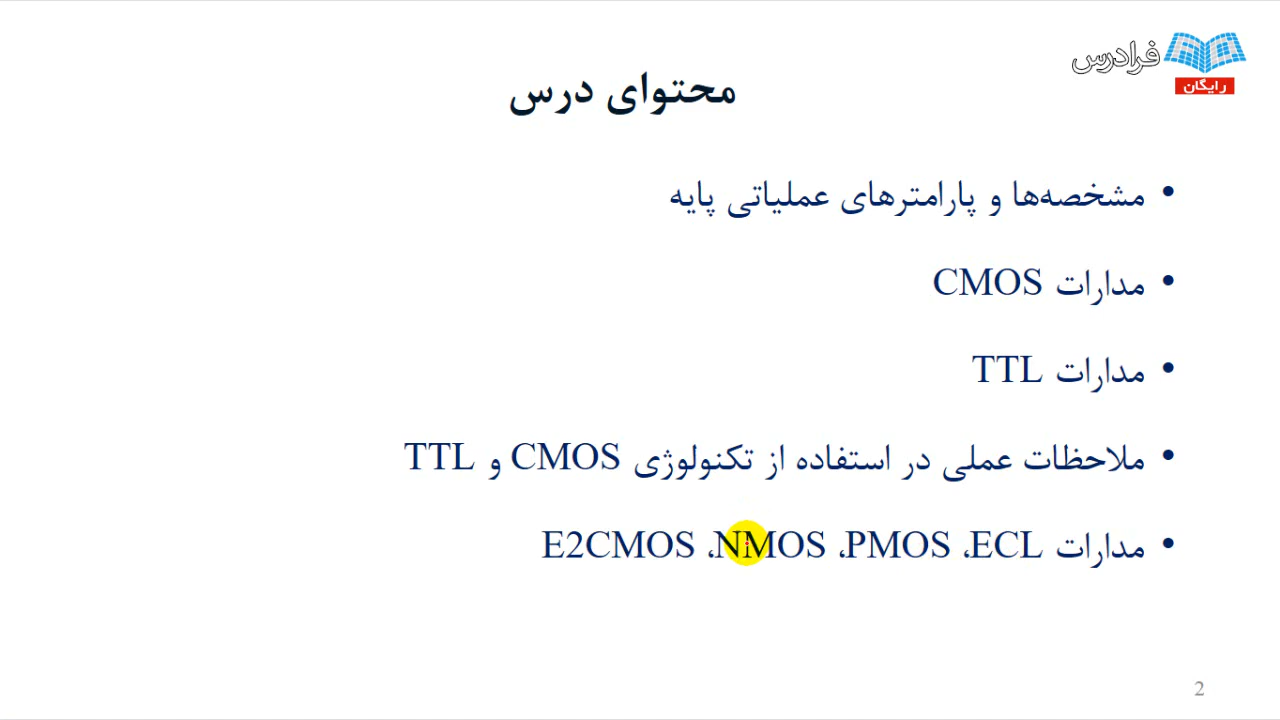 فرادرس
رایگان
محتوای درس
• مشخصه‌ها و پارامترهای عملیاتی پایه
• مدارات CMOS
• مدارات TTL
• ملاحظات عملی در استفاده از تکنولوژی CMOS و TTL
• مدارات ECL، PMOS، NMOS، E2CMOS
2